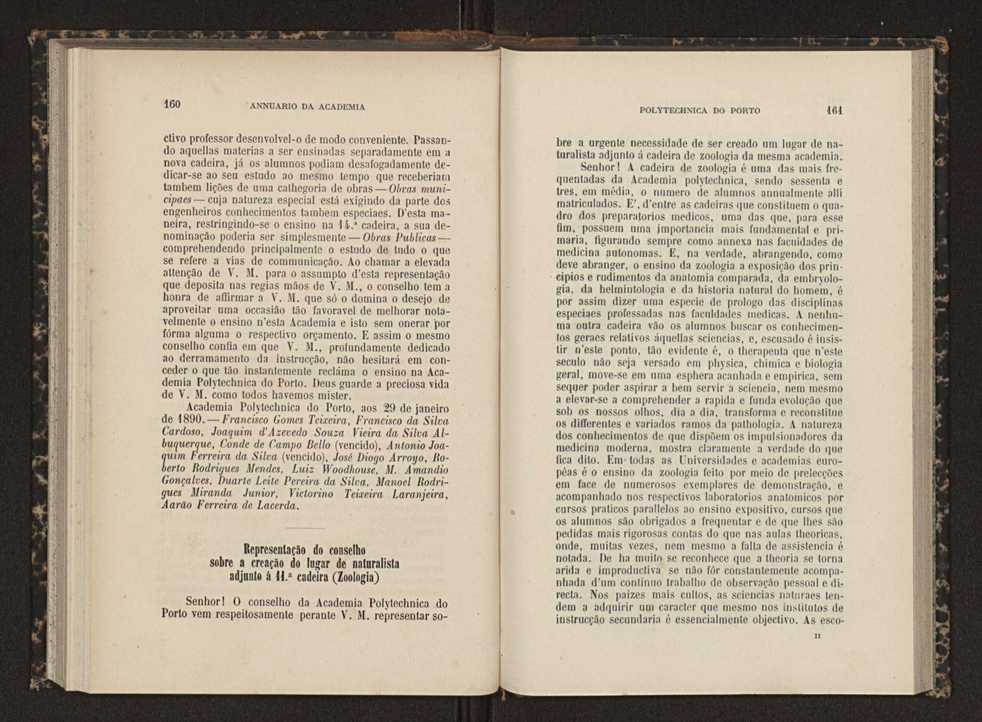 160
ANNUARIO DA ACADEMIA
ctivo professor desenvolvel-o de modo conveniente. Passan-
do aquellas materias a ser ensinadas separadamente em a
nova cadeira, já os alumnos podiam desafogadamente de-
dicar-se ao seu estudo ao mesmo tempo que receberiam
tambem lições de uma cathegoria de obras — Obras muni-
cipaes — cuja natureza especial está exigindo da parte dos
engenheiros conhecimentos tambem especiaes. D'esta ma-
neira, restringindo-se o ensino na 14.ª cadeira, a sua de-
nominação poderia ser simplesmente — Obras Publicas —
comprehendendo principalmente o estudo de tudo o que
se refere a vias de communicação. Ao chamar a elevada
attenção de V. M. para o assumpto d'esta representação
que deposita nas regias mãos de V. M., o conselho tem a
honra de affirmar a V. M. que só o domina o desejo de
aproveitar uma occasião tão favoravel de melhorar nota-
velmente o ensino n'esta Academia e isto sem onerar por
fórma alguma o respectivo orçamento. E assim o mesmo
conselho confia em que V. M., profundamente dedicado
ao derramamento da instrucção, não hesitará em con-
ceder o que tão instantemente recláma o ensino na Aca-
demia Polytechnica do Porto. Deus guarde a preciosa vida
de V. M. como todos havemos mister.
Academia Polytechnica do Porto, aos 29 de janeiro
de 1890. — Francisco Gomes Teixeira, Francisco da Silva
Cardoso, Joaquim d'Azevedo Souza Vieira da Silva Al-
buquerque, Conde de Campo Bello (vencido), Antonio Joa-
quim Ferreira da Silva (vencido), José Diogo Arroyo, Ro-
berto Rodrigues Mendes, Luiz Woodhouse, M. Amandio
Gonçalves, Duarte Leite Pereira da Silva, Manoel Rodri-
gues Miranda Junior, Victorino Teixeira Laranjeira,
Aarão Ferreira de Lacerda.
Representação do conselho
sobre a creação do lugar de naturalista
adjunto à 11.ª cadeira (Zoologia)
Senhor! O conselho da Academia Polytechnica do
Porto vem respeitosamente perante V. M. representar so-
POLYTECHNICA DO PORTO
161
bre a urgente necessidade de ser creado um lugar de na-
turalista adjunto á cadeira de zoologia da mesma academia.
Senhor! A cadeira de zoologia é uma das mais fre-
quentadas da Academia polytechnica, sendo sessenta e
tres, em média, o numero de alumnos annualmente alli
matriculados. E', d'entre as cadeiras que constituem o qua-
dro dos preparatorios medicos, uma das que, para esse
fim, possuem uma importancia mais fundamental e pri-
maria, figurando sempre como annexa nas faculdades de
medicina autonomas. E, na verdade, abrangendo, como
deve abranger, o ensino da zoologia a exposição dos prin-
cipios e rudimentos da anatomia comparada, da embryolo-
gia, da helmintologia e da historia natural do homem, é
por assim dizer uma especie de prologo das disciplinas
especiaes professadas nas faculdades medicas. A nenhu-
ma outra cadeira vão os alumnos buscar os conhecimen-
tos geraes relativos áquellas sciencias, e, escusado é insis-
tir n'este ponto, tão evidente é, o therapeuta que n'este
seculo não seja versado em physica, chimica e biologia
geral, move-se em uma esphera acanhada e empirica, sem
sequer poder aspirar a bem servir a sciencia, nem mesmo
a elevar-se a comprehender a rapida e funda evolução que
sob os nossos olhos, dia a dia, transforma e reconstitue
os differentes e variados ramos da pathologia. A natureza
dos conhecimentos de que dispõem os impulsionadores da
medicina moderna, mostra claramente a verdade do que
fica dito. Em todas as Universidades e academias euro-
péas é o ensino da zoologia feito por meio de prelecções
em face de numerosos exemplares de demonstração, e
acompanhado nos respectivos laboratorios anatomicos por
cursos praticos parallelos ao ensino expositivo, cursos que
os alumnos são obrigados a frequentar e de que lhes são
pedidas mais rigorosas contas do que nas aulas theoricas,
onde, muitas vezes, nem mesmo a falta de assistencia é
notada. De ha muito se reconhece que a theoria se torna
arida e improductiva se não fôr constantemente acompa-
nhada d'um continuo trabalho de observação pessoal e di-
recta. Nos paizes mais cultos, as sciencias naturaes ten-
dem a adquirir um caracter que mesmo nos institutos de
instrucção secundaria é essencialmente objectivo. As esco-
11